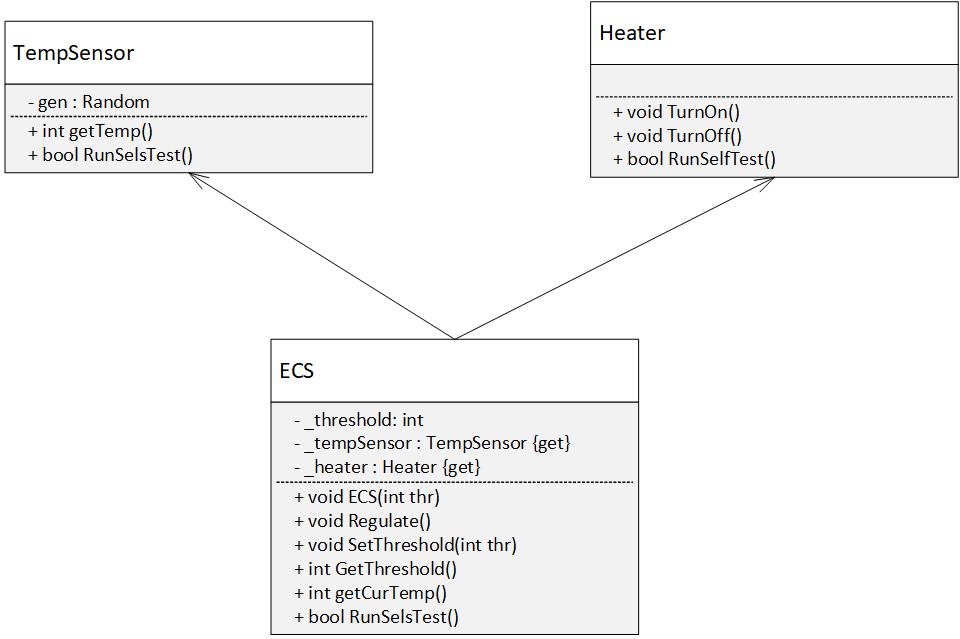 TempSensor
- gen : Random
+ int getTemp()
+ bool RunSelsTest()
Heater
+ void TurnOn()
+ void TurnOff()
+ bool RunSelfTest()
ECS
- _threshold: int
- _tempSensor : TempSensor {get}
- _heater : Heater {get}
+ void ECS(int thr)
+ void Regulate()
+ void SetThreshold(int thr)
+ int GetThreshold()
+ int getCurTemp()
+ bool RunSelsTest()